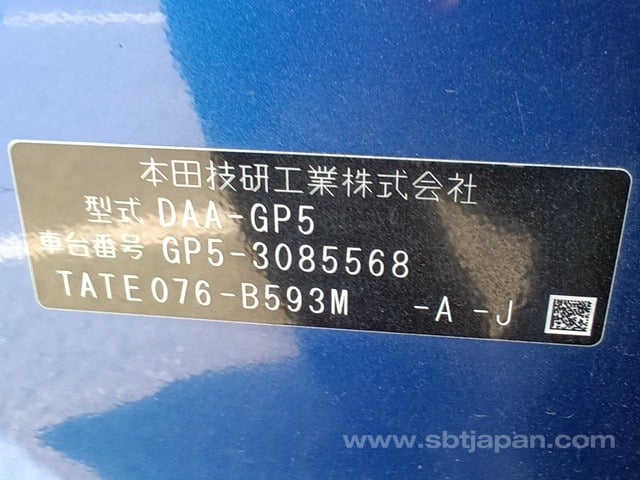 本田技研工業株式会社
型式 DAA-GP5
車台番号 GP5-3085568
TATE076-B593M -A -J
www.sbtjapan.com